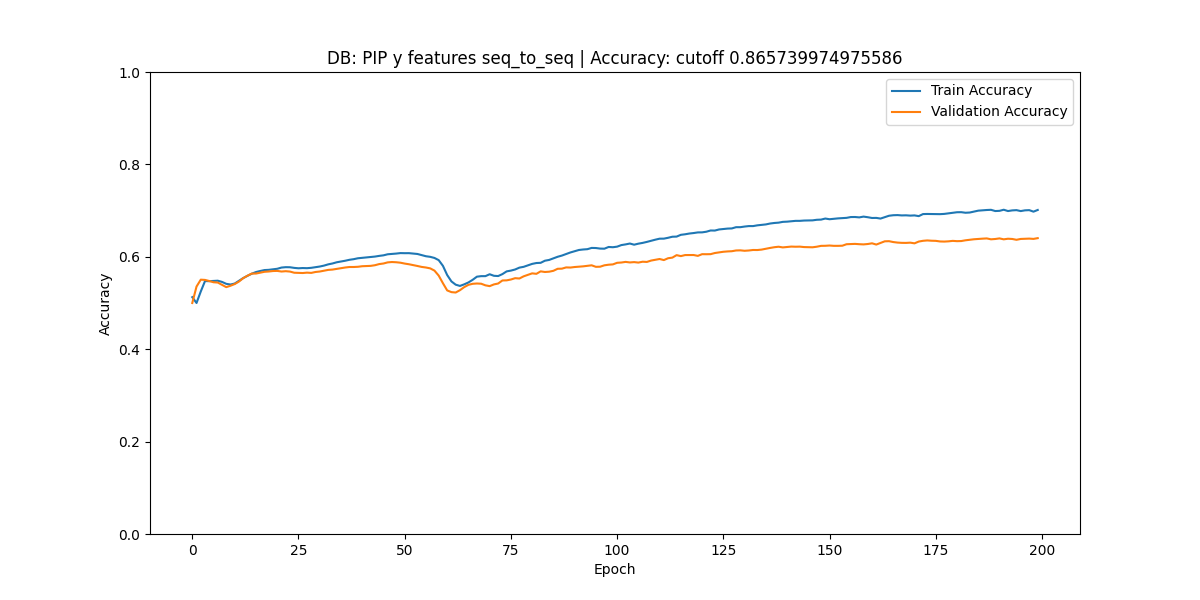 DB: PIP y features seq_to_seq | Accuracy: cutoff 0.865739974975586
1.0
0.8
0.6
0.4
0.2
0.0
Accuracy
Train Accuracy
Validation Accuracy
0 25 50 75 100 125 150 175 200
Epoch